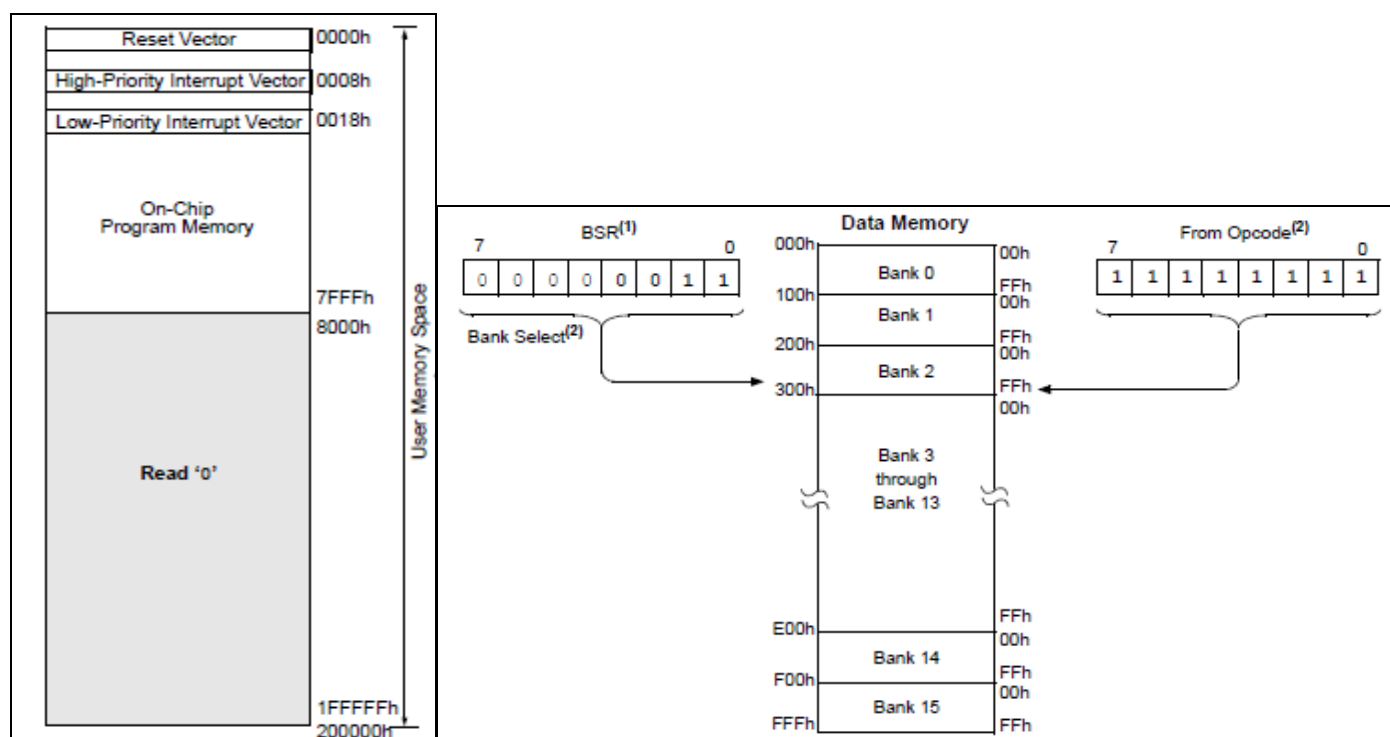 Reset Vector 0000h
High-Priority Interrupt Vector 0008h
Low-Priority Interrupt Vector 0018h
On-Chip
Program Memory
7FFFh
8000h
Read ‘0’
1FFFFFh
200000h
User Memory Space
BSR(1)
7 0
0 0 0 0 0 0 1 1
Bank Select(2)
Data Memory
000h
00h
Bank 0
FFh
100h
00h
Bank 1
FFh
200h
00h
Bank 2
FFh
300h
00h
Bank 3
through
Bank 13
FFh
E00h
00h
Bank 14
FFh
F00h
00h
Bank 15
FFFh
FFh
From Opcode(2)
7 0
1 1 1 1 1 1 1 1